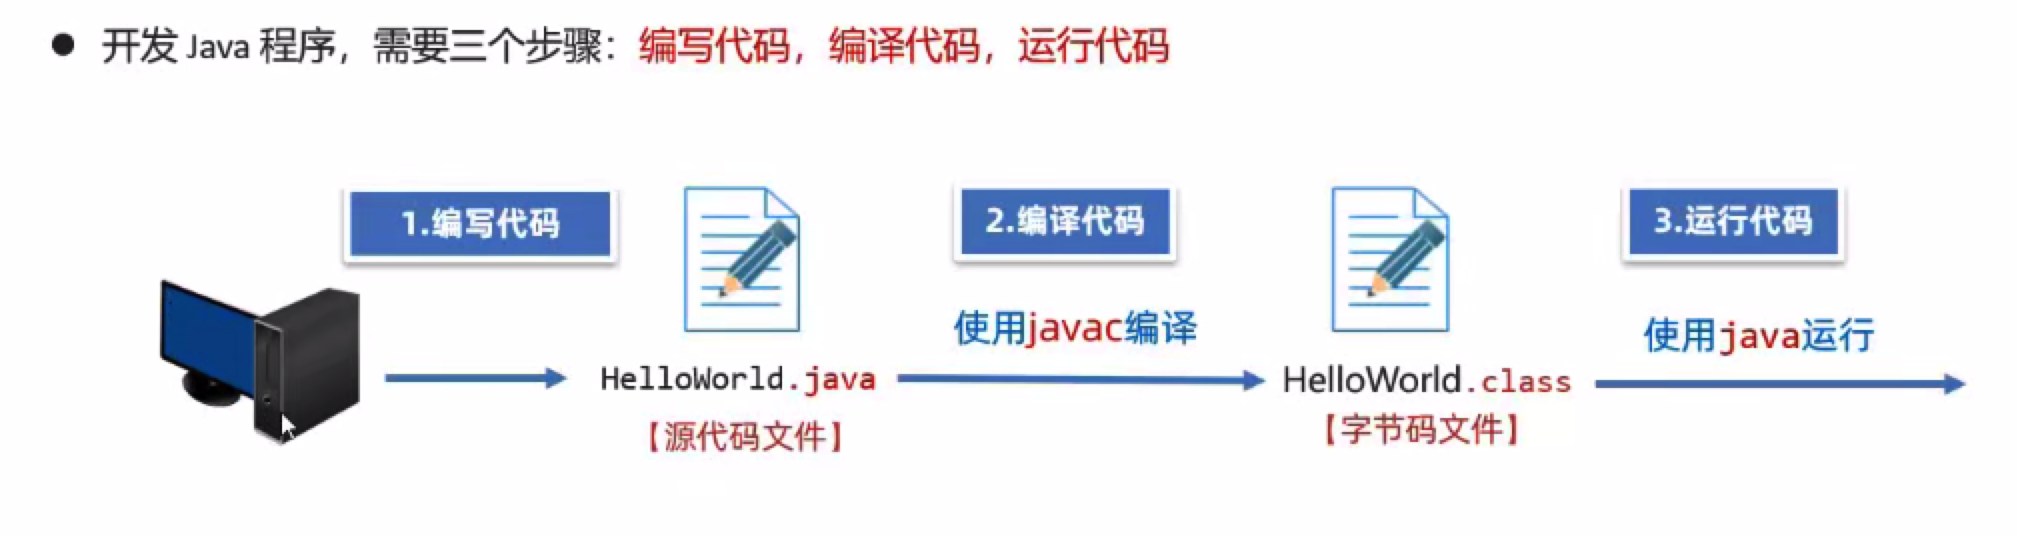 ● 开发 Java 程序，需要三个步骤：编写代码，编译代码，运行代码
1.编写代码
2.编译代码
3.运行代码
使用javac编译
使用java运行
HelloWorld.java
HelloWorld.class
【源代码文件】
【字节码文件】